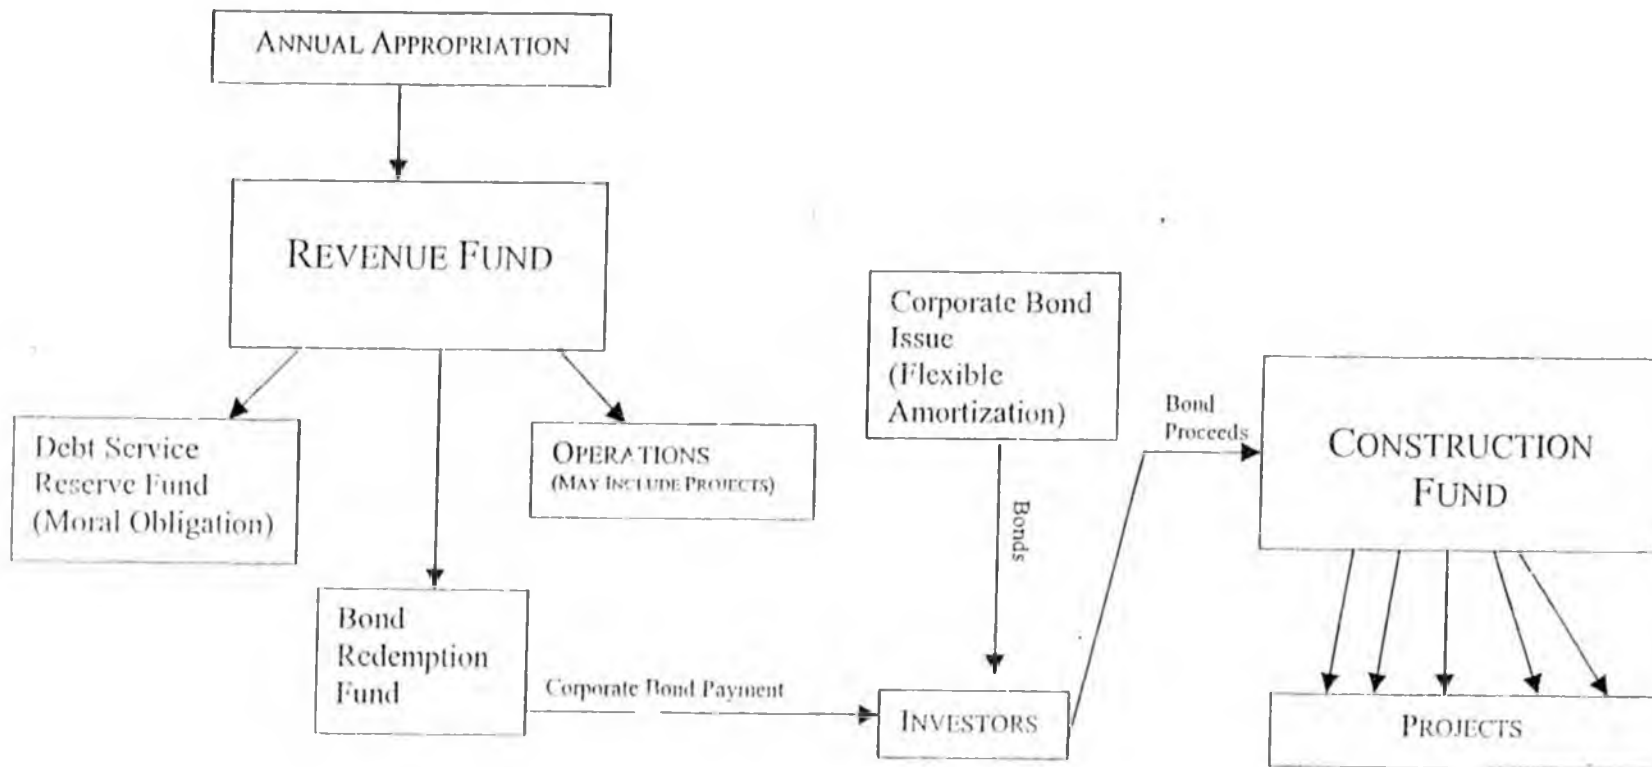 ANNUAL APPROPRIATION
REVENUE FUND
Debt Service
Reserve Fund
(Moral Obligation)
OPERATIONS
(MAY INCLUDE PROJECTS)
Bond
Redemption
Fund
Corporate Bond Payment
Corporate Bond
Issue
(Flexible
Amortization)
Bonds
INVESTORS
Bond
Proceeds
CONSTRUCTION
FUND
PROJECTS